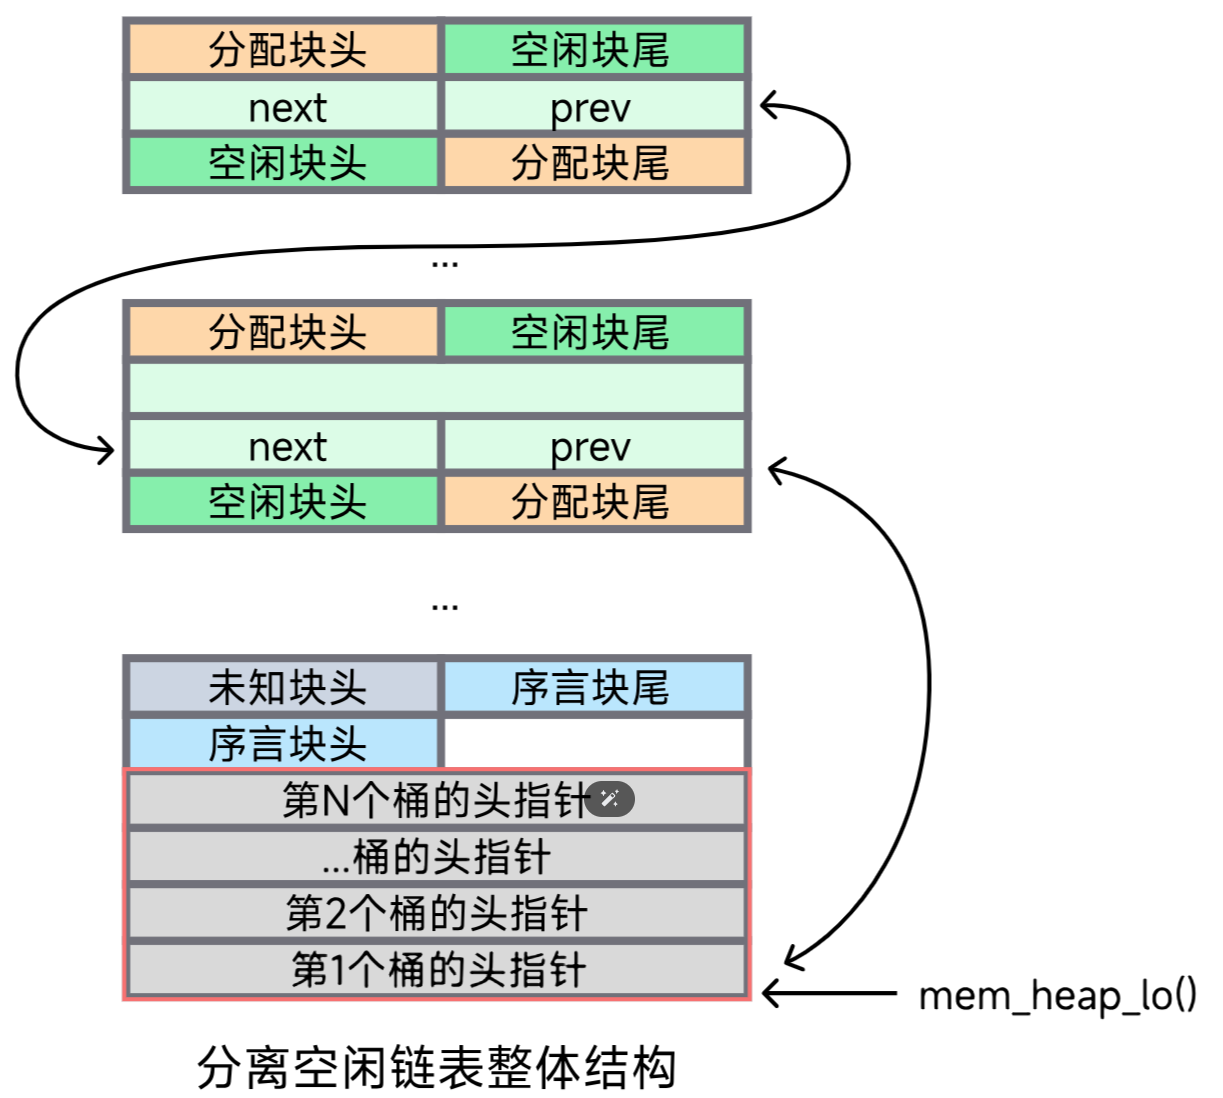 分配块头 空闲块尾
next prev
空闲块头 分配块尾
...
分配块头 空闲块尾
next prev
空闲块头 分配块尾
...
未知块头 序言块尾
序言块头
第N个桶的头指针
...桶的头指针
第2个桶的头指针
第1个桶的头指针
mem_heap_lo()
分离空闲链表整体结构